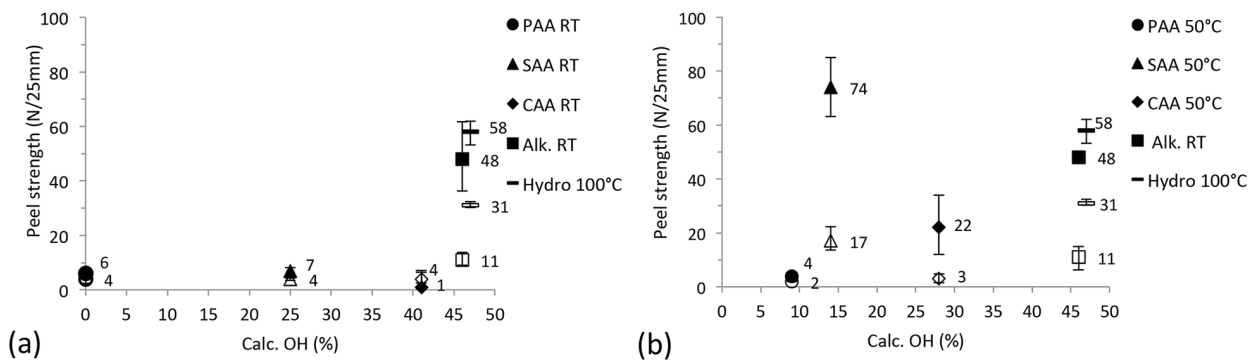 100
80
60
40
20
0
Peel strength (N/25mm)
6
4
7
4
4
1
58
48
31
11
0 5 10 15 20 25 30 35 40 45 50
Calc. OH (%)
PAA RT
SAA RT
CAA RT
Alk. RT
Hydro 100°C
(a)
100
80
60
40
20
0
Peel strength (N/25mm)
4
2
74
17
22
3
58
48
31
11
0 5 10 15 20 25 30 35 40 45 50
Calc. OH (%)
PAA 50°C
SAA 50°C
CAA 50°C
Alk. RT
Hydro 100°C
(b)